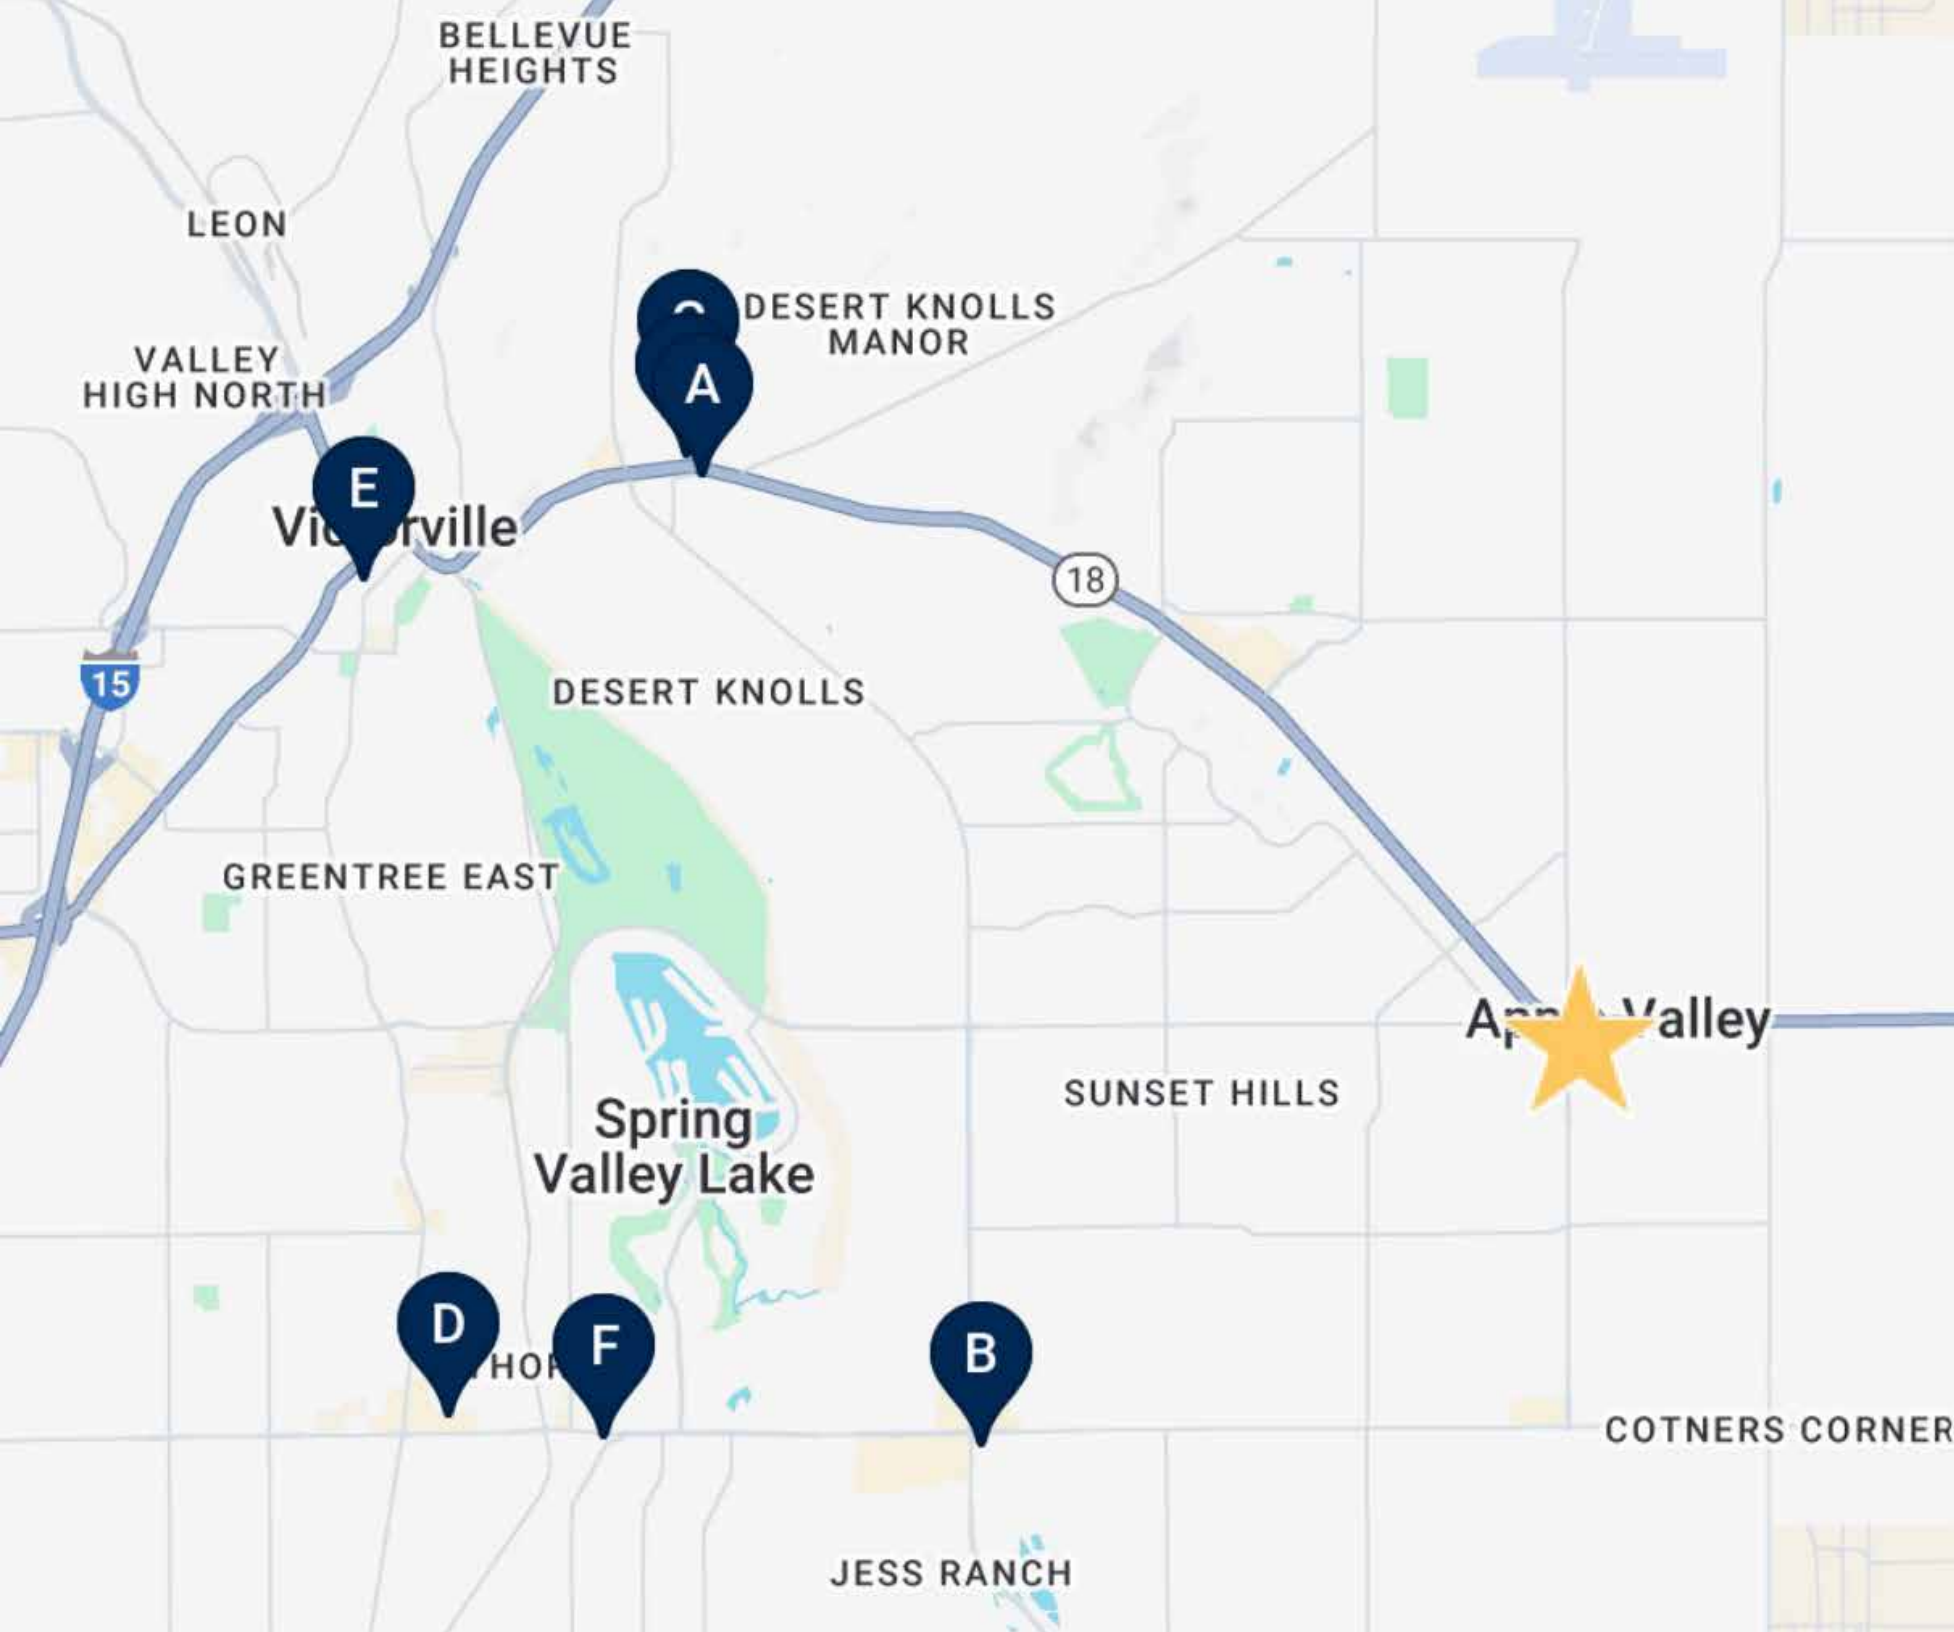 BELLEVUE
HEIGHTS
LEON
DESERT KNOLLS
MANOR
VALLEY
HIGH NORTH
A
E
18
15
DESERT KNOLLS
GREENTREE EAST
Valley
SUNSET HILLS
Spring
Valley Lake
D
F
B
COTNERS CORNER
JESS RANCH